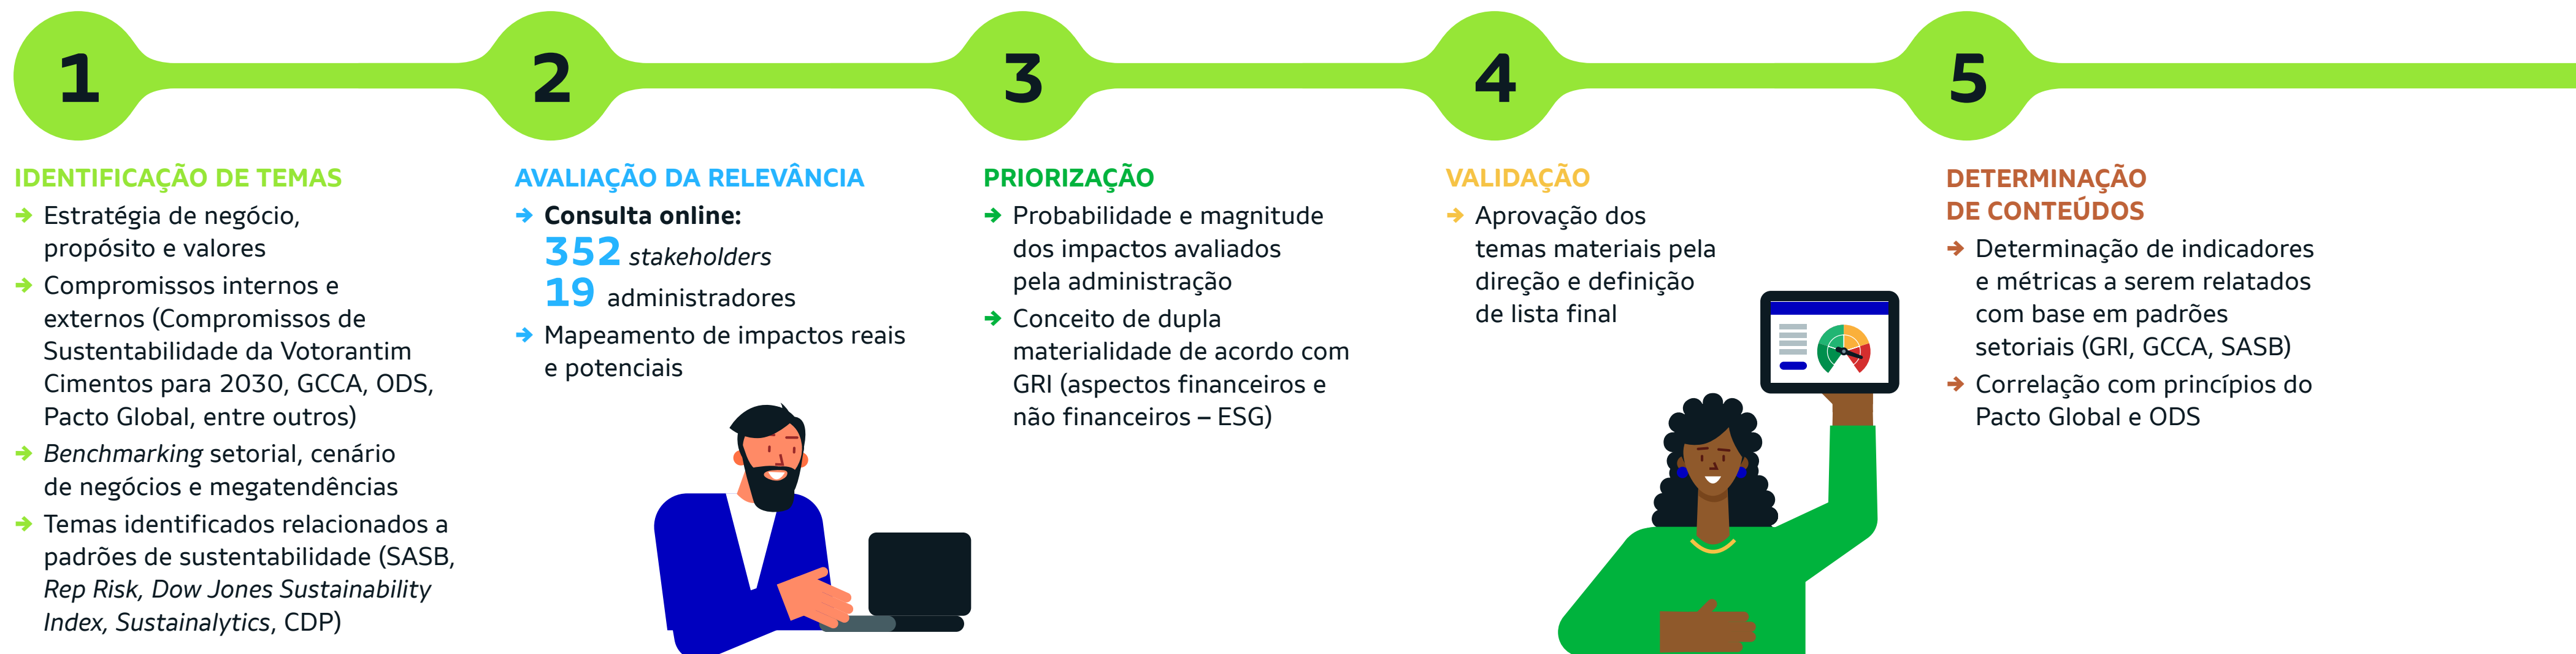 1
IDENTIFICAÇÃO DE TEMAS
→ Estratégia de negócio,
propósito e valores
→ Compromissos internos e
externos (Compromissos de
Sustentabilidade da Votorantim
Cimentos para 2030, GCCA, ODS,
Pacto Global, entre outros)
→ Benchmarking setorial, cenário
de negócios e megatendências
→ Temas identificados relacionados a
padrões de sustentabilidade (SASB,
Rep Risk, Dow Jones Sustainability
Index, Sustainalytics, CDP)
2
AVALIAÇÃO DA RELEVÂNCIA
→ Consulta online:
352 stakeholders
19 administradores
→ Mapeamento de impactos reais
e potenciais
3
PRIORIZAÇÃO
→ Probabilidade e magnitude
dos impactos avaliados
pela administração
→ Conceito de dupla
materialidade de acordo com
GRI (aspectos financeiros e
não financeiros – ESG)
4
VALIDAÇÃO
→ Aprovação dos
temas materiais pela
direção e definição
de lista final
5
DETERMINAÇÃO
DE CONTEÚDOS
→ Determinação de indicadores
e métricas a serem relatados
com base em padrões
setoriais (GRI, GCCA, SASB)
→ Correlação com princípios do
Pacto Global e ODS